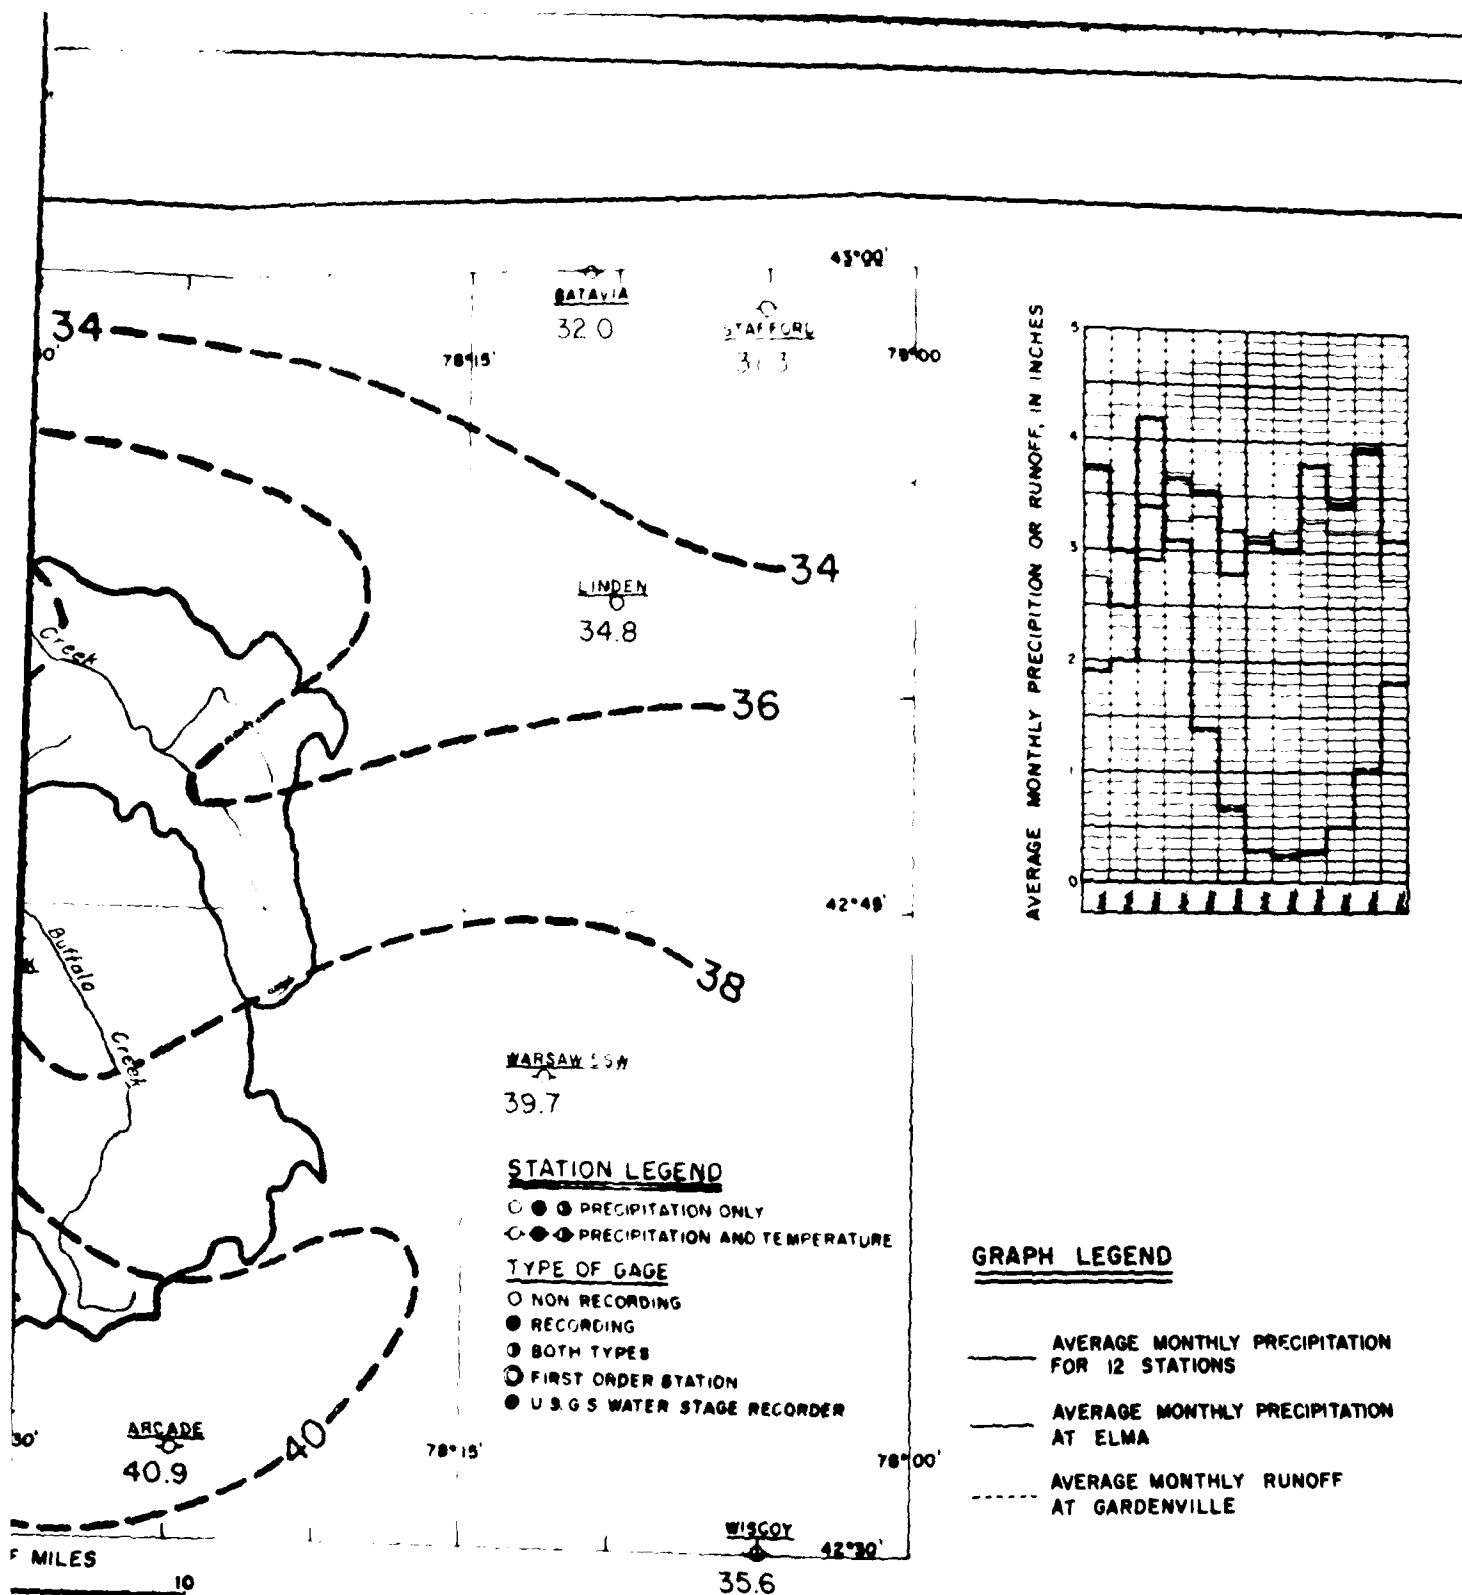 43°00'
BATAVIA
32.0
STAFFORD
34
78°15'
78°00'
34
LINDEN
34.8
Creek
36
42°45'
Buffalo
Creek
38
WARSAW
39.7
STATION LEGEND
PRECIPITATION ONLY
PRECIPITATION AND TEMPERATURE
TYPE OF GAGE
NON RECORDING
RECORDING
BOTH TYPES
FIRST ORDER STATION
U.S.G.S WATER STAGE RECORDER
30'
ARCADE
40.9
40
78°15'
78°00'
WISCOY
42°30'
35.6
F MILES
10
AVERAGE MONTHLY PRECIPITION OR RUNOFF, IN INCHES
5
4
3
2
1
0
GRAPH LEGEND
AVERAGE MONTHLY PRECIPITATION
FOR 12 STATIONS
AVERAGE MONTHLY PRECIPITATION
AT ELMA
AVERAGE MONTHLY RUNOFF
AT GARDENVILLE